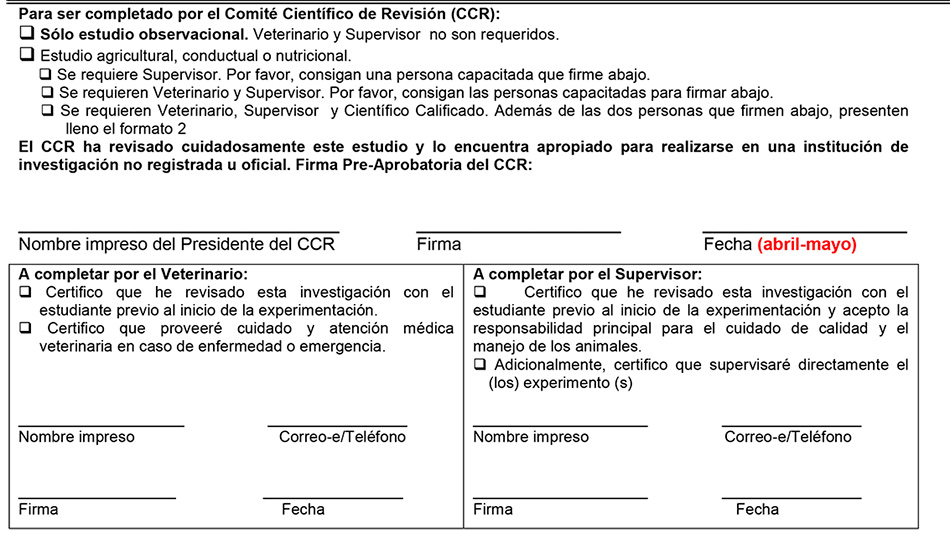 Para ser completado por el Comité Científico de Revisión (CCR):
❑ Sólo estudio observacional. Veterinario y Supervisor no son requeridos.
❑ Estudio agricultural, conductual o nutricional.
❑ Se requiere Supervisor. Por favor, consigan una persona capacitada que firme abajo.
❑ Se requieren Veterinario y Supervisor. Por favor, consigan las personas capacitadas para firmar abajo.
❑ Se requieren Veterinario, Supervisor y Científico Calificado. Además de las dos personas que firmen abajo, presenten
lleno el formato 2
El CCR ha revisado cuidadosamente este estudio y lo encuentra apropiado para realizarse en una institución de
investigación no registrada u oficial. Firma Pre-Aprobatoria del CCR:
Nombre impreso del Presidente del CCR Firma Fecha (abril-mayo)
A completar por el Veterinario:
❑ Certifico que he revisado esta investigación con el
estudiante previo al inicio de la experimentación.
❑ Certifico que proveeré cuidado y atención médica
veterinaria en caso de enfermedad o emergencia.
Nombre impreso Correo-e/Teléfono
Firma Fecha
A completar por el Supervisor:
❑ Certifico que he revisado esta investigación con el
estudiante previo al inicio de la experimentación y acepto la
responsabilidad principal para el cuidado de calidad y el
manejo de los animales.
❑ Adicionalmente, certifico que supervisaré directamente el
(los) experimento (s)
Nombre impreso Correo-e/Teléfono
Firma Fecha